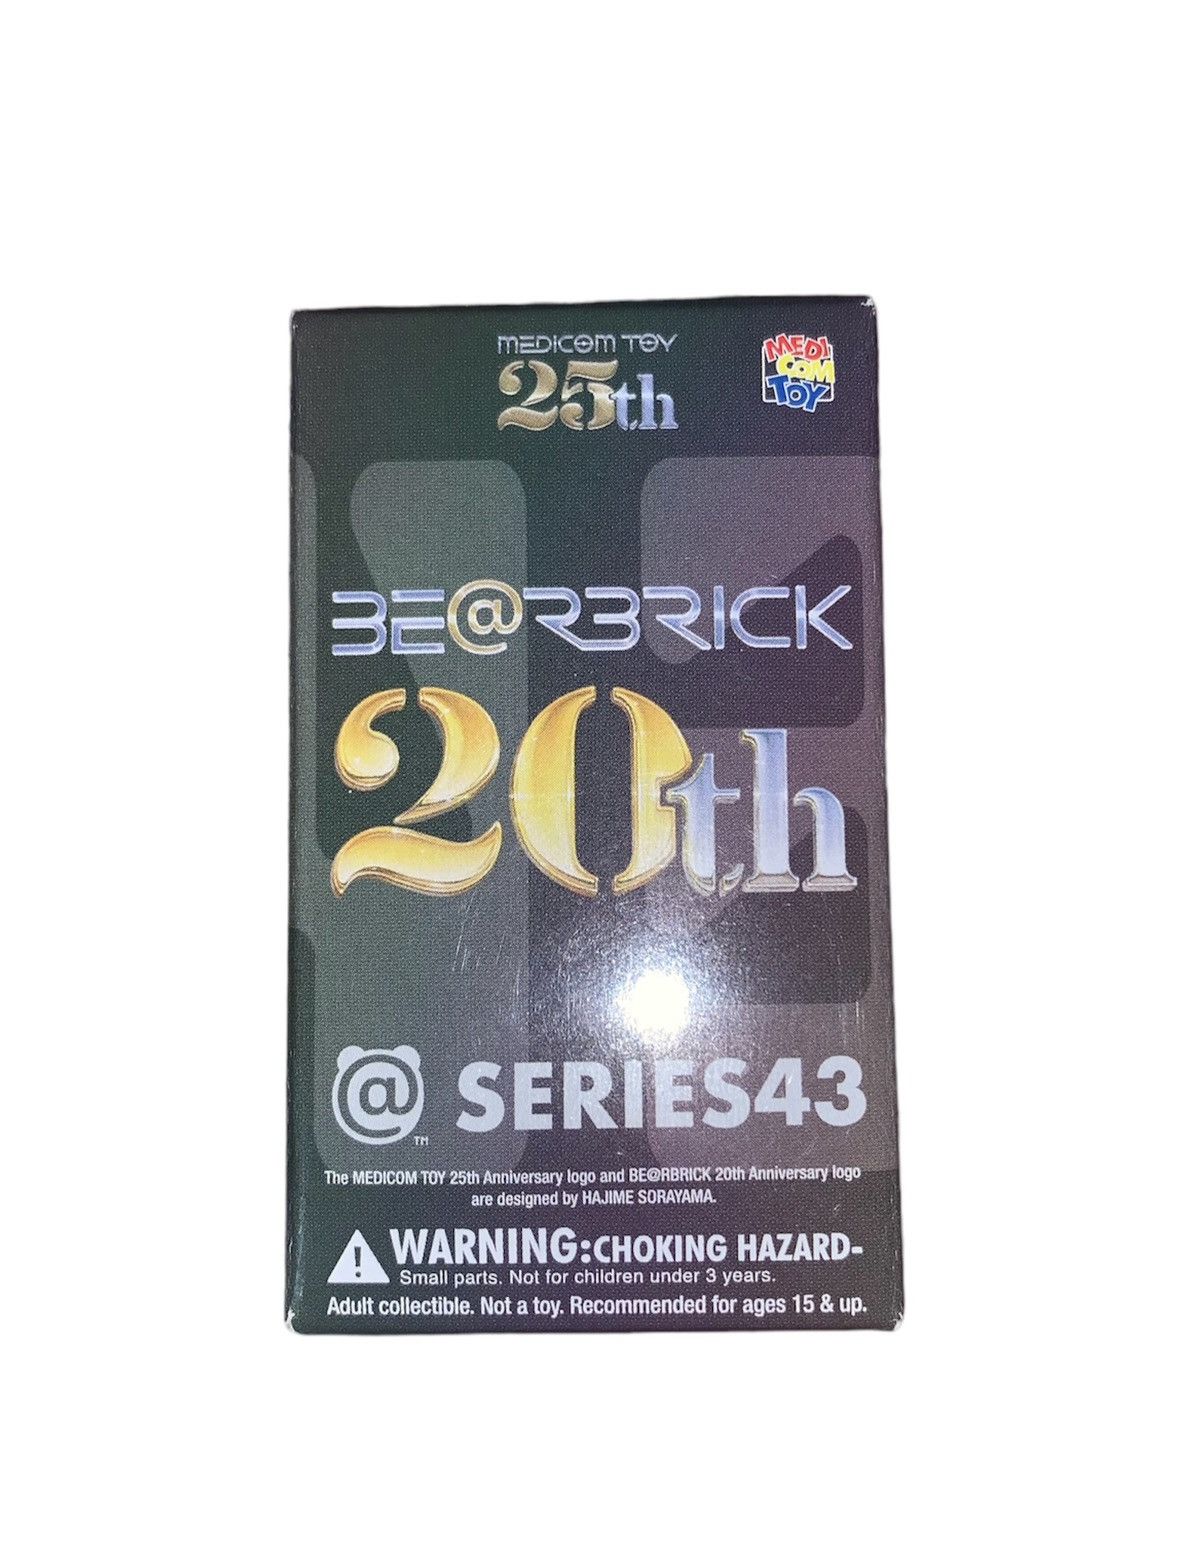 MEDICOM TOY
25th
MEDI
COM
TOY
BE@RBRICK
20th
@ SERIES43
TM
The MEDICOM TOY 25th Anniversary logo and BE@RBRICK 20th Anniversary logo
are designed by HAJIME SORAYAMA.
! WARNING:CHOKING HAZARD-
Small parts. Not for children under 3 years.
Adult collectible. Not a toy. Recommended for ages 15 & up.